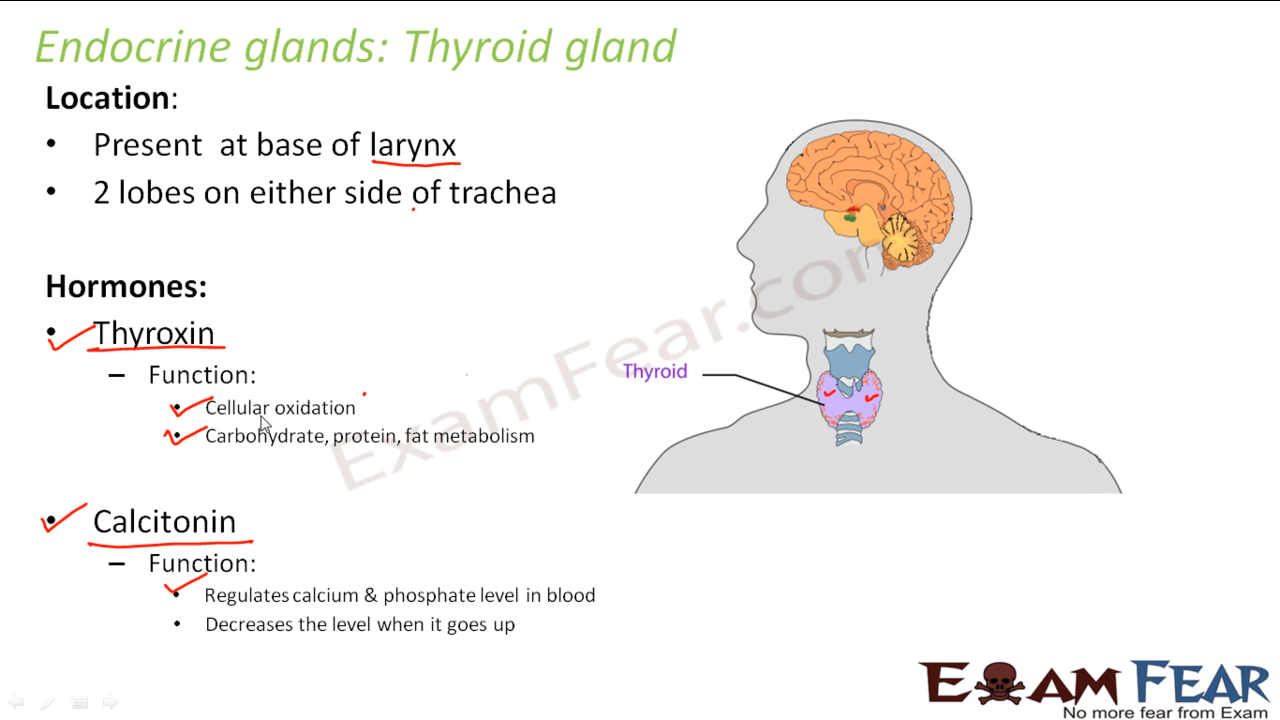 Endocrine glands: Thyroid gland
Location:
• Present at base of larynx
• 2 lobes on either side of trachea
Hormones:
• Thyroxin
– Function:
• Cellular oxidation
• Carbohydrate, protein, fat metabolism
• Calcitonin
– Function:
• Regulates calcium & phosphate level in blood
• Decreases the level when it goes up
Thyroid
ExamFear.com
EXAM FEAR
No more fear from Exam